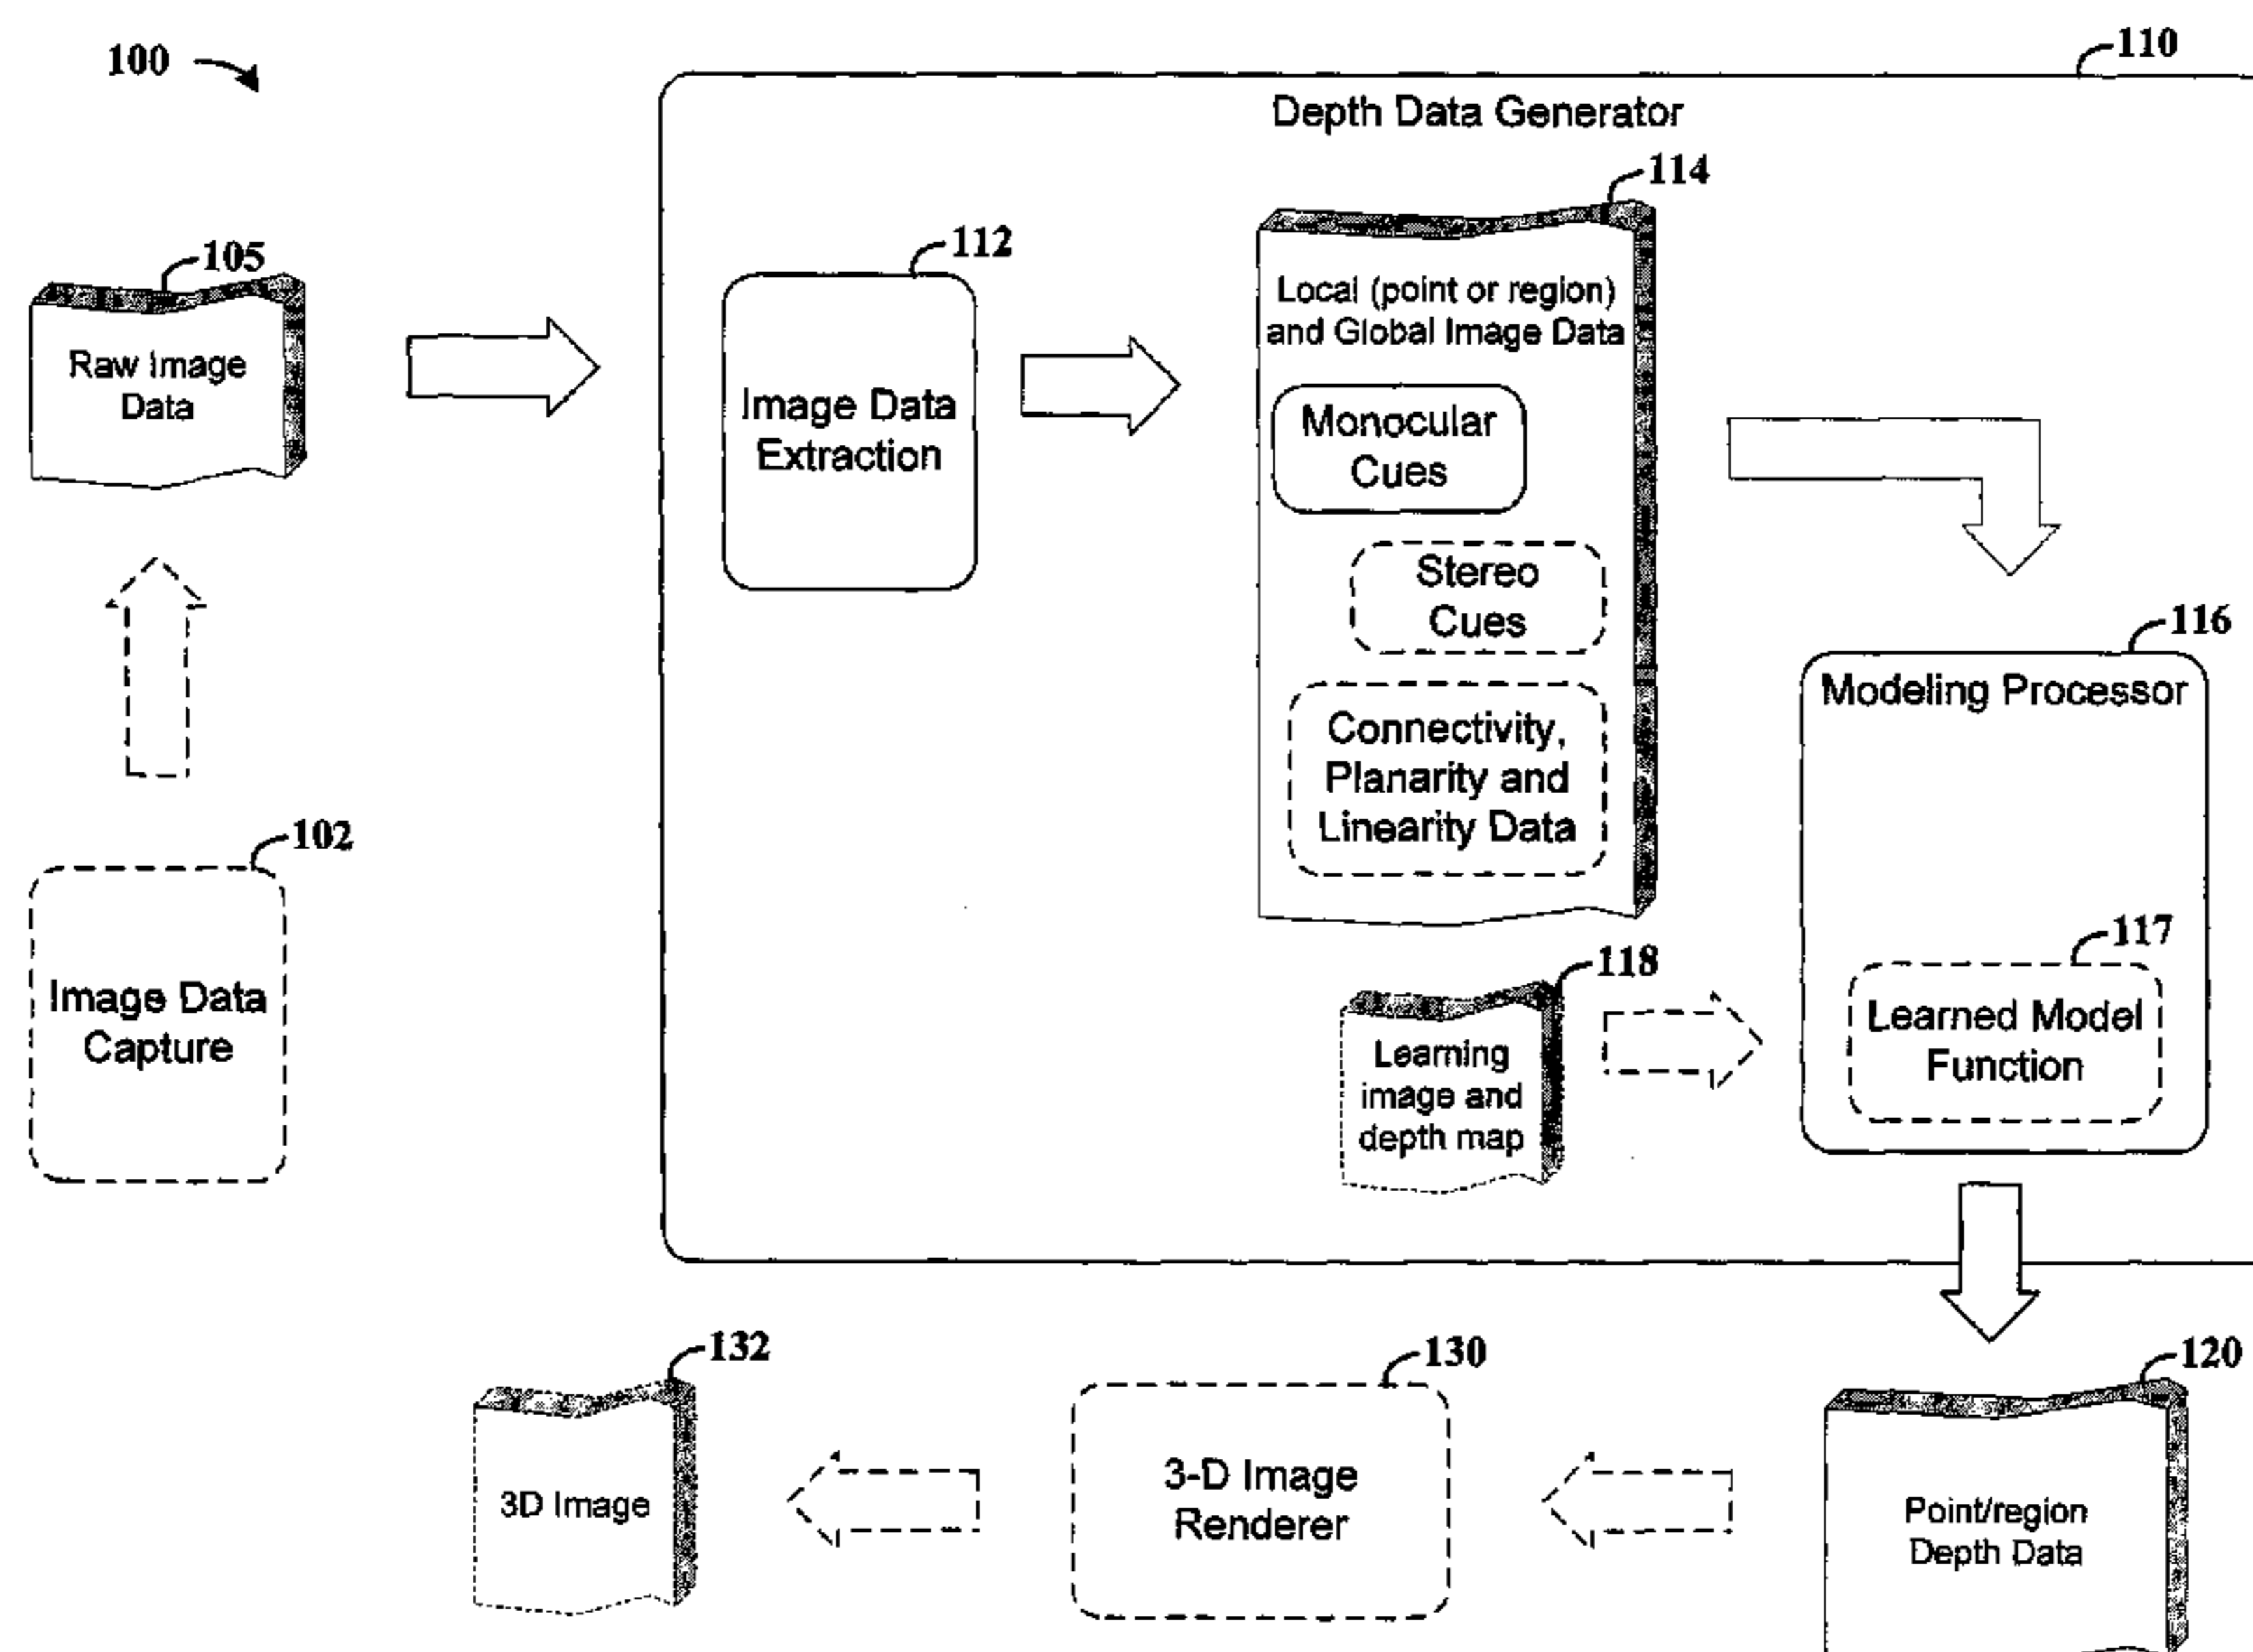 100
110
Depth Data Generator
114
112
105
Local (point or region)
and Global Image Data
Raw Image
Data
Image Data
Extraction
Monocular
Cues
Stereo
Cues
116
Modeling Processor
Connectivity,
Planarity and
Linearity Data
102
Image Data
Capture
118
117
Learning
image and
depth map
Learned Model
Function
132
130
120
3D Image
3-D Image
Renderer
Point/region
Depth Data